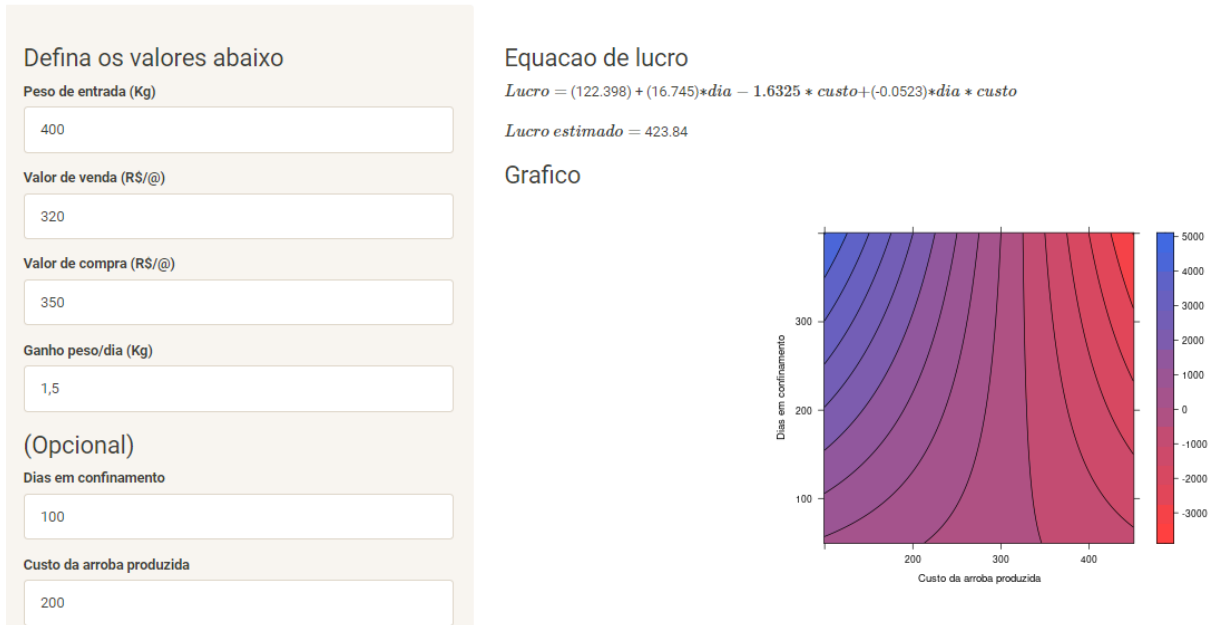 Defina os valores abaixo
Peso de entrada (Kg)
400
Valor de venda (R$/@)
320
Valor de compra (R$/@)
350
Ganho peso/dia (Kg)
1,5
(Opcional)
Dias em confinamento
100
Custo da arroba produzida
200
Equacao de lucro
Lucro = (122.398) + (16.745)*dia − 1.6325 * custo+(-0.0523)*dia * custo
Lucro estimado = 423.84
Grafico
300
200
100
Dias em confinamento
200 300 400
Custo da arroba produzida
5000
4000
3000
2000
1000
0
-1000
-2000
-3000